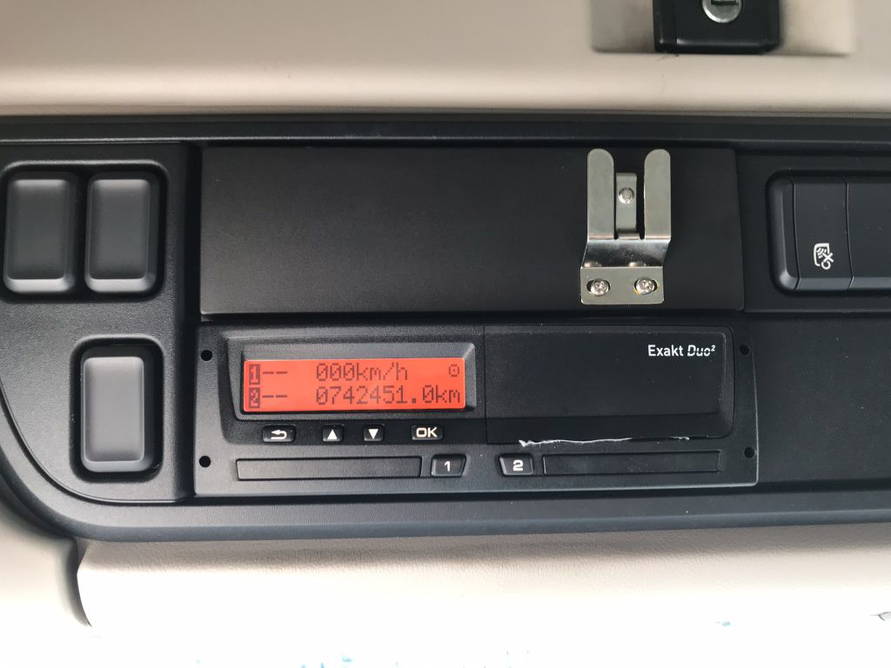 Exakt Duo²
1-- 000km/h
2-- 0742451.0km
OK
1 2